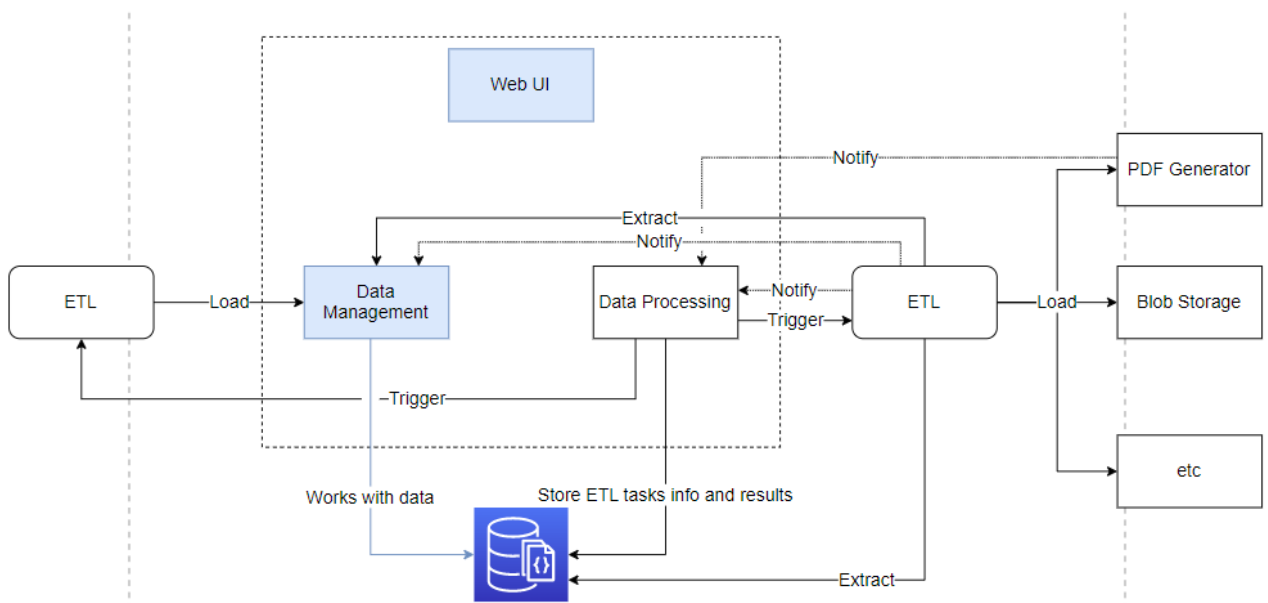 Web UI
Notify
PDF Generator
Extract
Notify
ETL
Load
Data
Management
Data Processing
Notify
Trigger
ETL
Load
Blob Storage
Trigger
etc
Works with data
Store ETL tasks info and results
{}
Extract